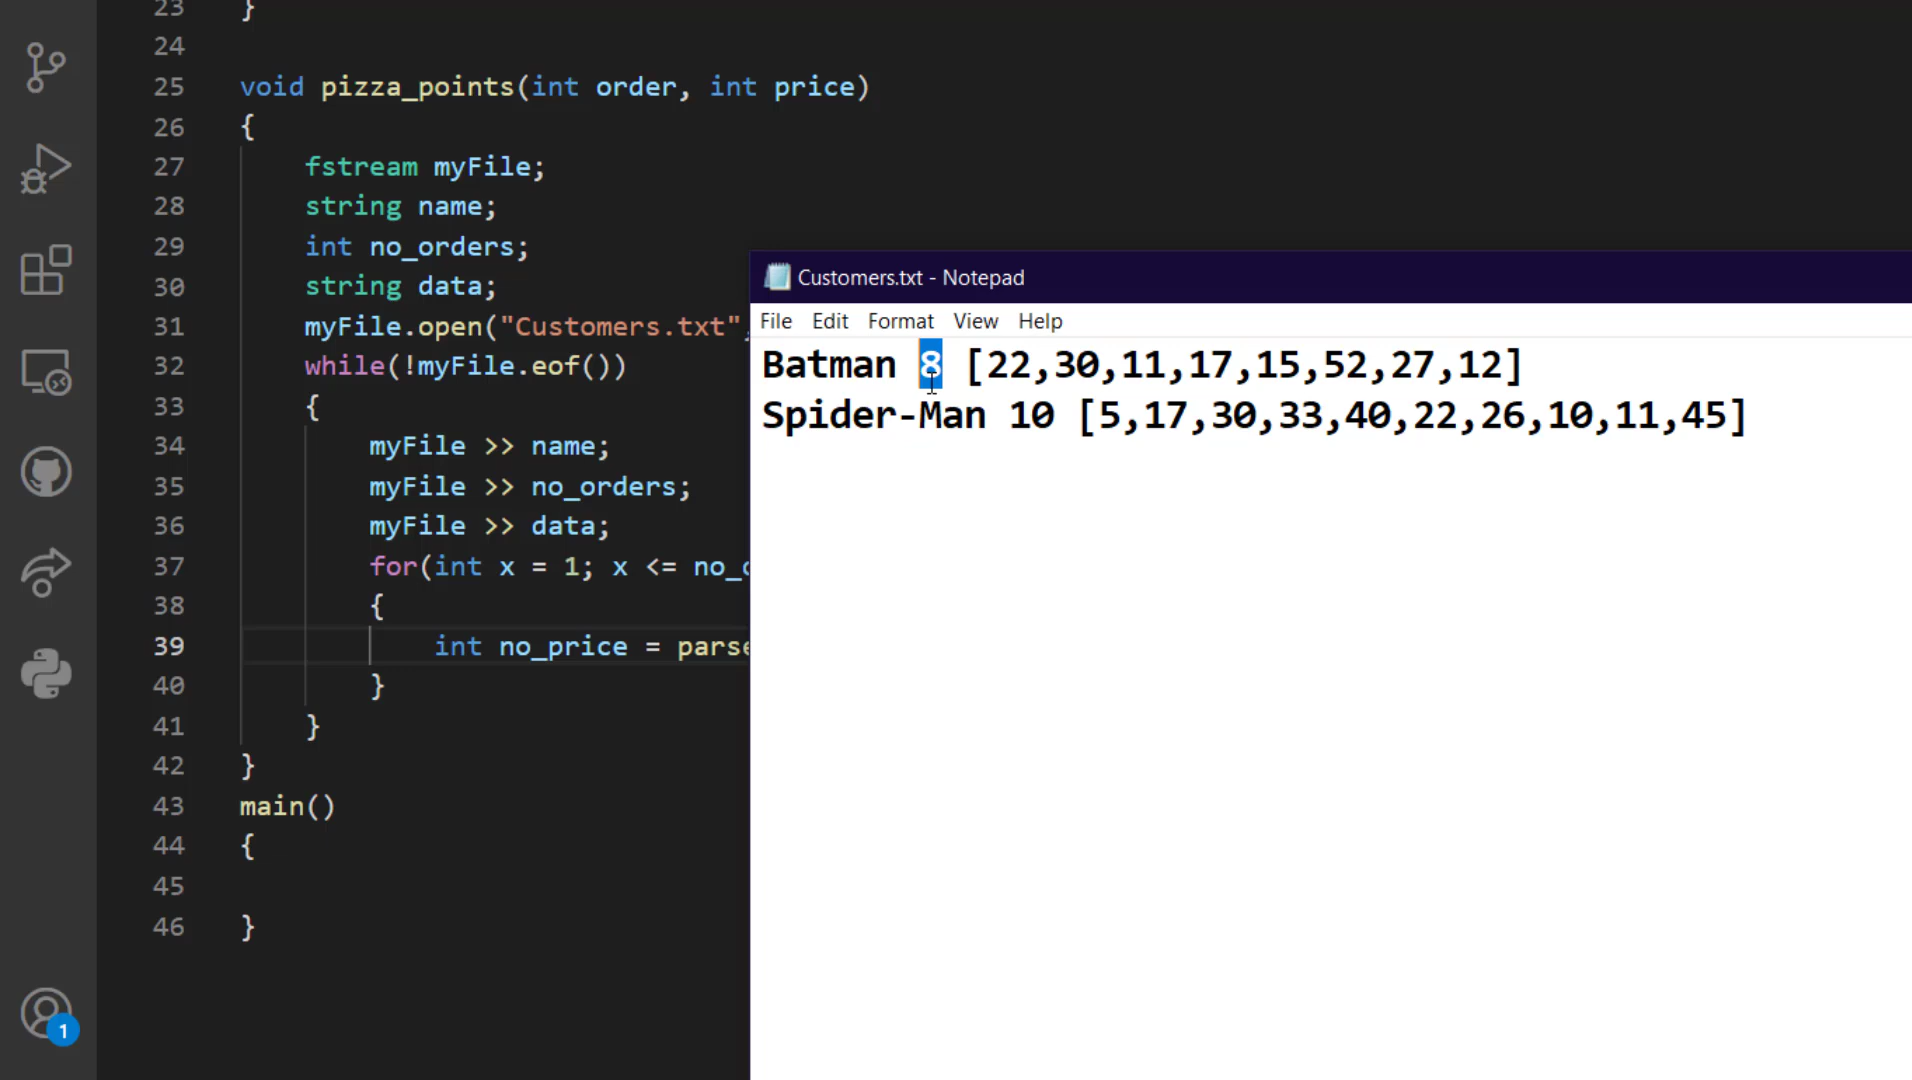 23 }
24
25 void pizza_points(int order, int price)
26 {
27 fstream myFile;
28 string name;
29 int no_orders;
30 string data;
31 myFile.open("Customers.txt",
32 while(!myFile.eof())
33 {
34 myFile >> name;
35 myFile >> no_orders;
36 myFile >> data;
37 for(int x = 1; x <= no_
38 {
39 int no_price = parse
40 }
41 }
42 }
43 main()
44 {
45
46 }
1
Customers.txt - Notepad
File Edit Format View Help
Batman 8 [22,30,11,17,15,52,27,12]
Spider-Man 10 [5,17,30,33,40,22,26,10,11,45]